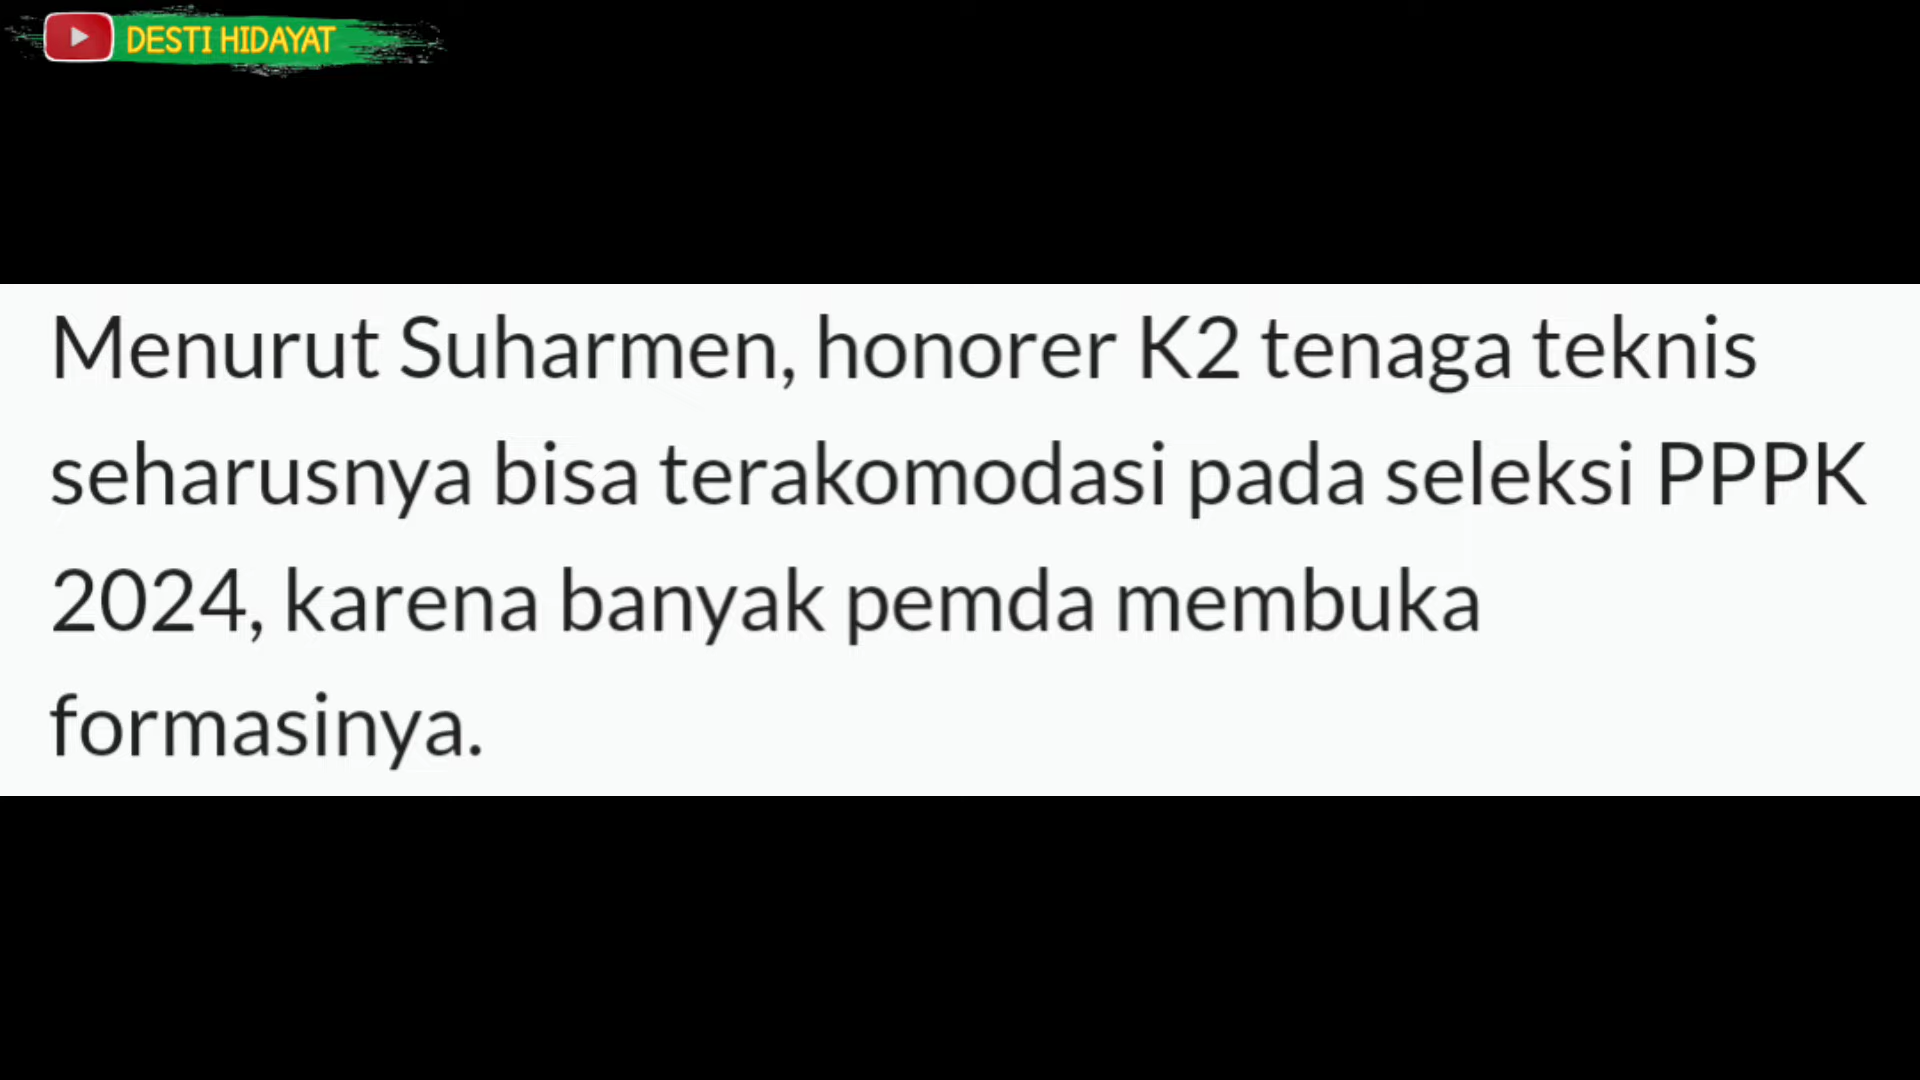 DESTI HIDAYAT
Menurut Suharmen, honorer K2 tenaga teknis
seharusnya bisa terakomodasi pada seleksi PPPK
2024, karena banyak pemda membuka
formasinya.